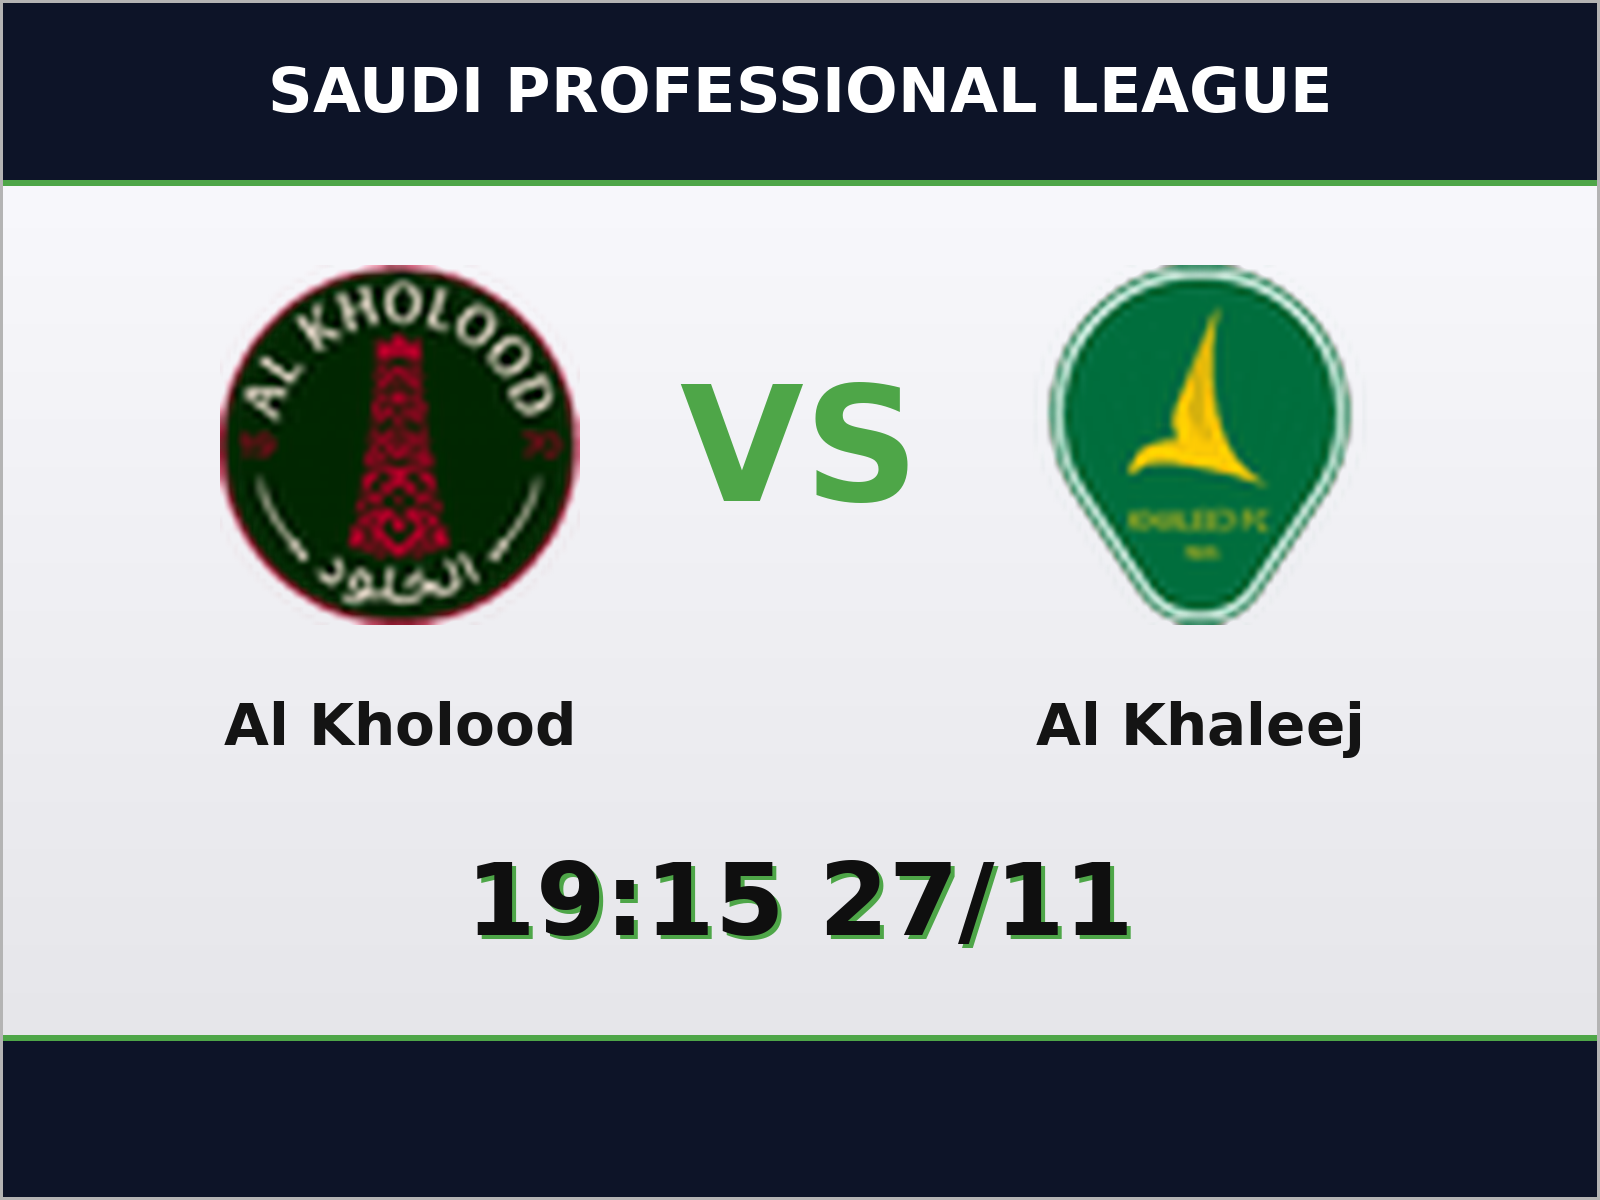 SAUDI PROFESSIONAL LEAGUE
AL KHOLOOD
الخلود
VS
KHALEEJ FC
Al Kholood
Al Khaleej
19:15 27/11